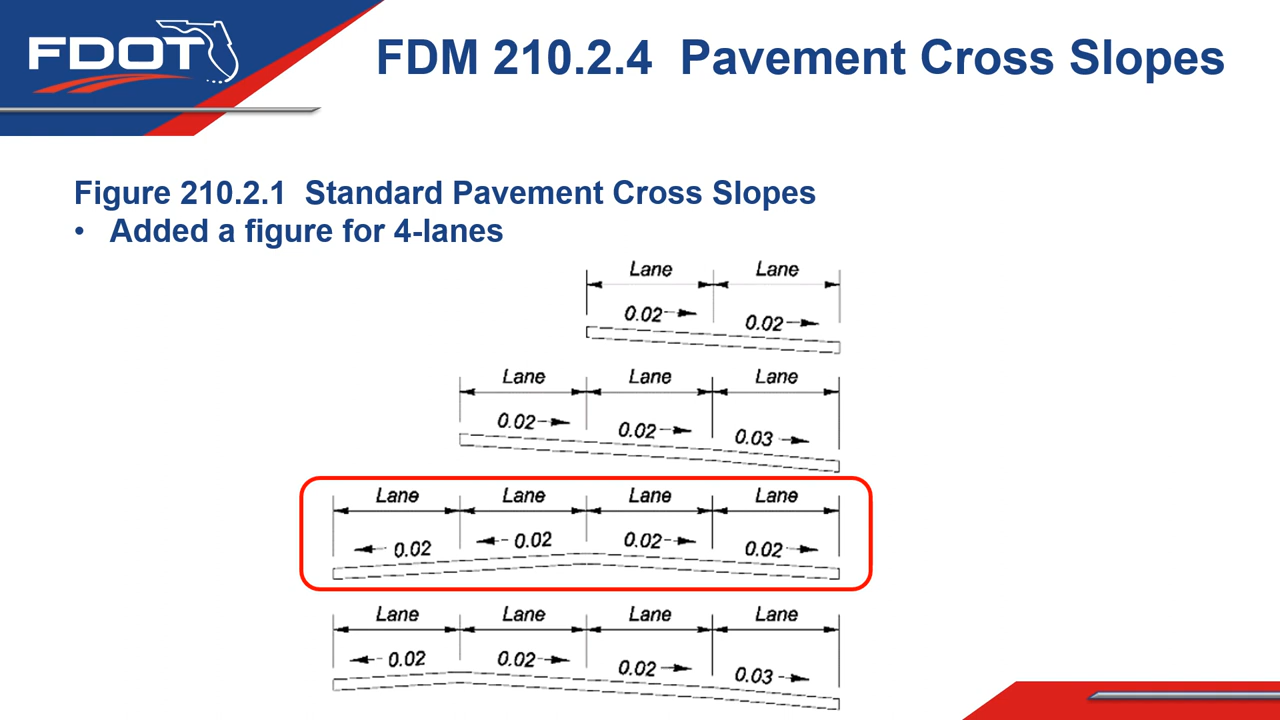 FDOT
FDM 210.2.4 Pavement Cross Slopes
Figure 210.2.1 Standard Pavement Cross Slopes
• Added a figure for 4-lanes
Lane Lane
0.02 0.02
Lane Lane Lane
0.02 0.02 0.03
Lane Lane Lane Lane
0.02 0.02 0.02 0.02
Lane Lane Lane Lane
0.02 0.02 0.02 0.03